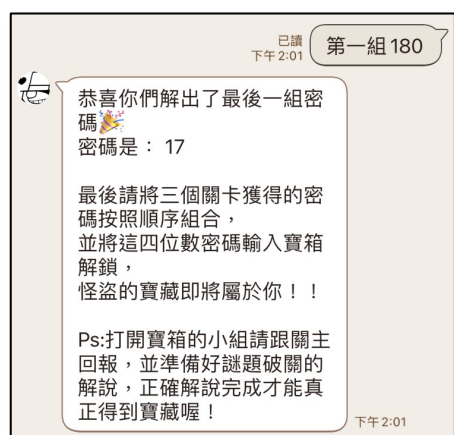 已讀
下午2:01
第一組180
恭喜你們解出了最後一組密
碼🎉
密碼是： 17
最後請將三個關卡獲得的密
碼按照順序組合，
並將這四位數密碼輸入寶箱
解鎖，
怪盜的寶藏即將屬於你！！
Ps:打開寶箱的小組請跟關主
回報，並準備好謎題破關的
解說，正確解說完成才能真
正得到寶藏喔！
下午2:01